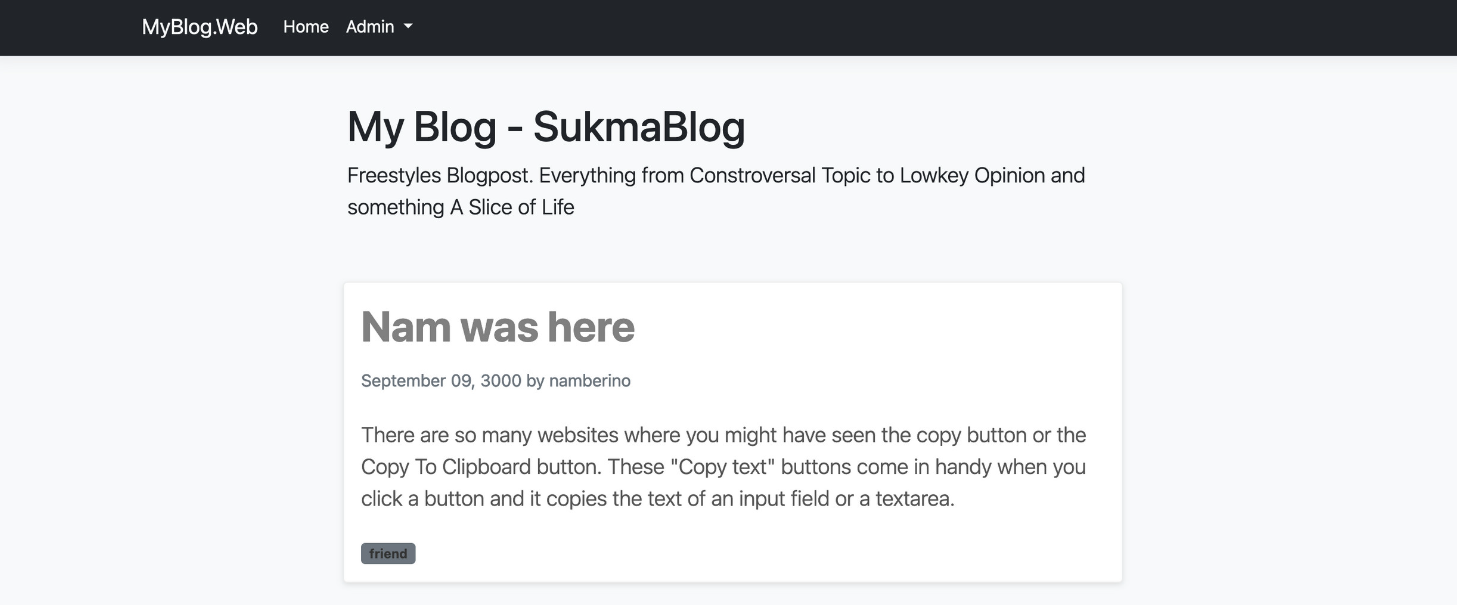 MyBlog.Web Home Admin
My Blog - SukmaBlog
Freestyles Blogpost. Everything from Constroversal Topic to Lowkey Opinion and
something A Slice of Life
Nam was here
September 09, 3000 by namberino
There are so many websites where you might have seen the copy button or the
Copy To Clipboard button. These "Copy text" buttons come in handy when you
click a button and it copies the text of an input field or a textarea.
friend